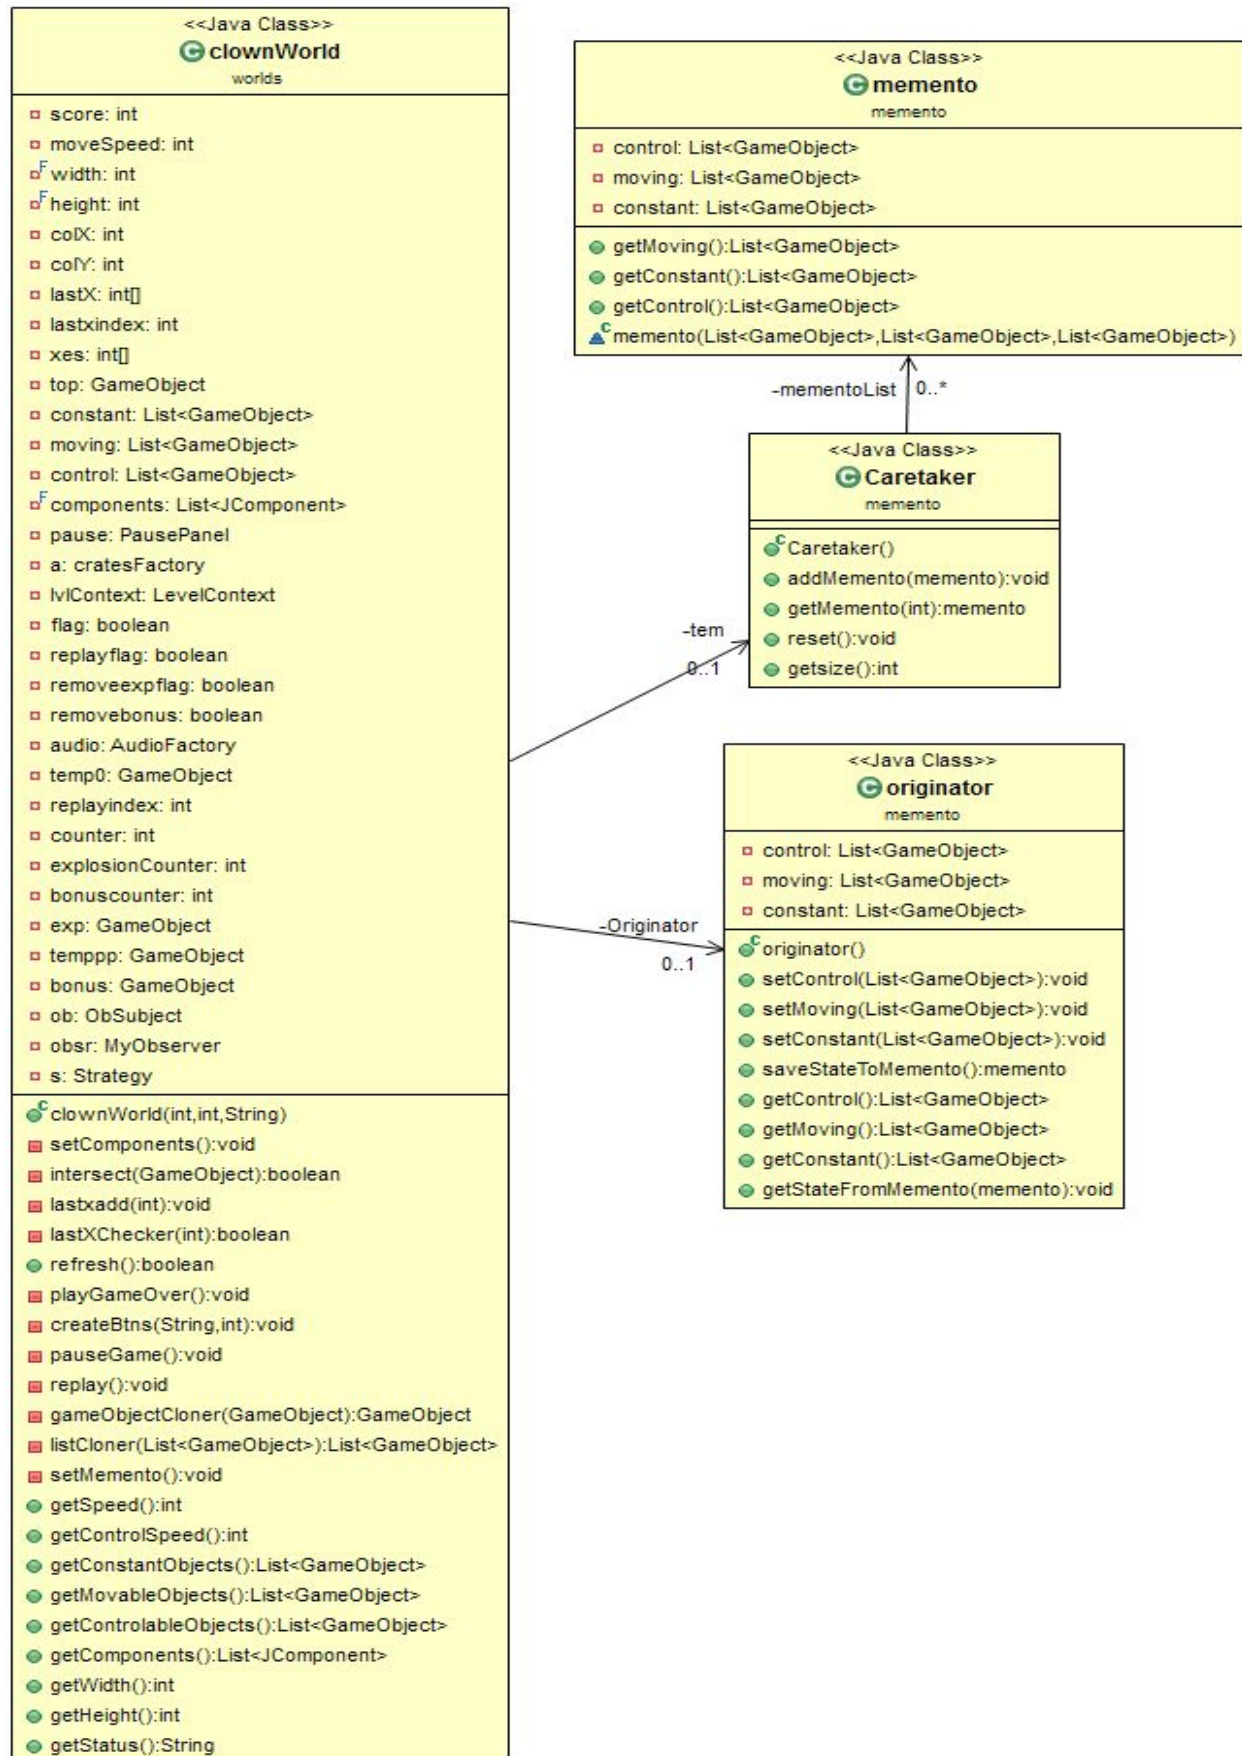 <<Java Class>>
clownWorld
worlds
score: int
moveSpeed: int
F width: int
F height: int
colX: int
colY: int
lastX: int[]
lastxindex: int
xes: int[]
top: GameObject
constant: List<GameObject>
moving: List<GameObject>
control: List<GameObject>
F components: List<JComponent>
pause: PausePanel
a: cratesFactory
lvlContext: LevelContext
flag: boolean
replayflag: boolean
removeexpflag: boolean
removebonus: boolean
audio: AudioFactory
temp0: GameObject
replayindex: int
counter: int
explosionCounter: int
bonuscounter: int
exp: GameObject
temppp: GameObject
bonus: GameObject
ob: ObSubject
obsr: MyObserver
s: Strategy
C clownWorld(int,int,String)
setComponents():void
intersect(GameObject):boolean
lastxadd(int):void
lastXChecker(int):boolean
refresh():boolean
playGameOver():void
createBtns(String,int):void
pauseGame():void
replay():void
gameObjectCloner(GameObject):GameObject
listCloner(List<GameObject>):List<GameObject>
setMemento():void
getSpeed():int
getControlSpeed():int
getConstantObjects():List<GameObject>
getMovableObjects():List<GameObject>
getControlableObjects():List<GameObject>
getComponents():List<JComponent>
getWidth():int
getHeight():int
getStatus():String
<<Java Class>>
memento
memento
control: List<GameObject>
moving: List<GameObject>
constant: List<GameObject>
getMoving():List<GameObject>
getConstant():List<GameObject>
getControl():List<GameObject>
C memento(List<GameObject>,List<GameObject>,List<GameObject>)
-mementoList 0..*
<<Java Class>>
Caretaker
memento
C Caretaker()
addMemento(memento):void
getMemento(int):memento
reset():void
getsize():int
-tem
0..1
<<Java Class>>
originator
memento
control: List<GameObject>
moving: List<GameObject>
constant: List<GameObject>
C originator()
setControl(List<GameObject>):void
setMoving(List<GameObject>):void
setConstant(List<GameObject>):void
saveStateToMemento():memento
getControl():List<GameObject>
getMoving():List<GameObject>
getConstant():List<GameObject>
getStateFromMemento(memento):void
-Originator
0..1